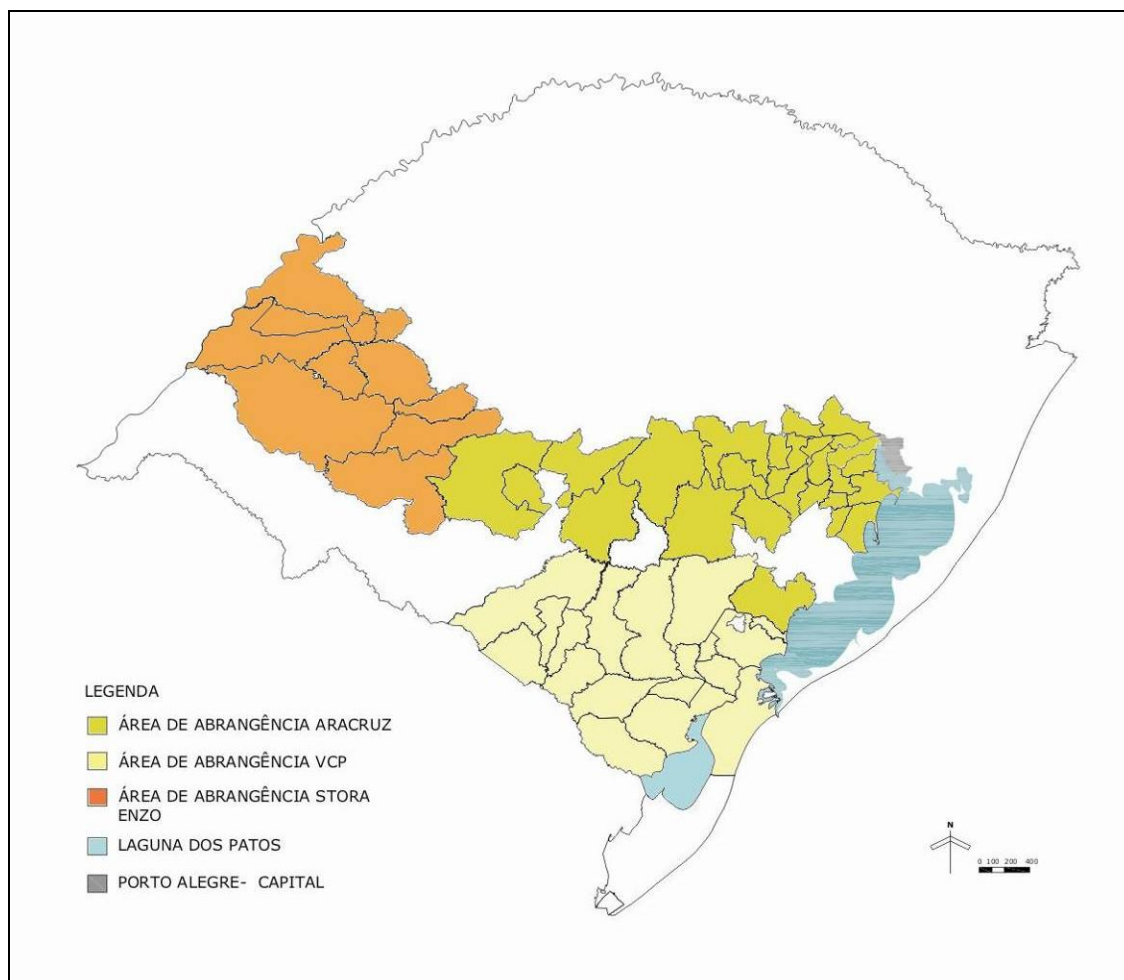 LEGENDA
ÁREA DE ABRANGÊNCIA ARACRUZ
ÁREA DE ABRANGÊNCIA VCP
ÁREA DE ABRANGÊNCIA STORA
ENZO
LAGUNA DOS PATOS
PORTO ALEGRE- CAPITAL
N
0 100 200 400